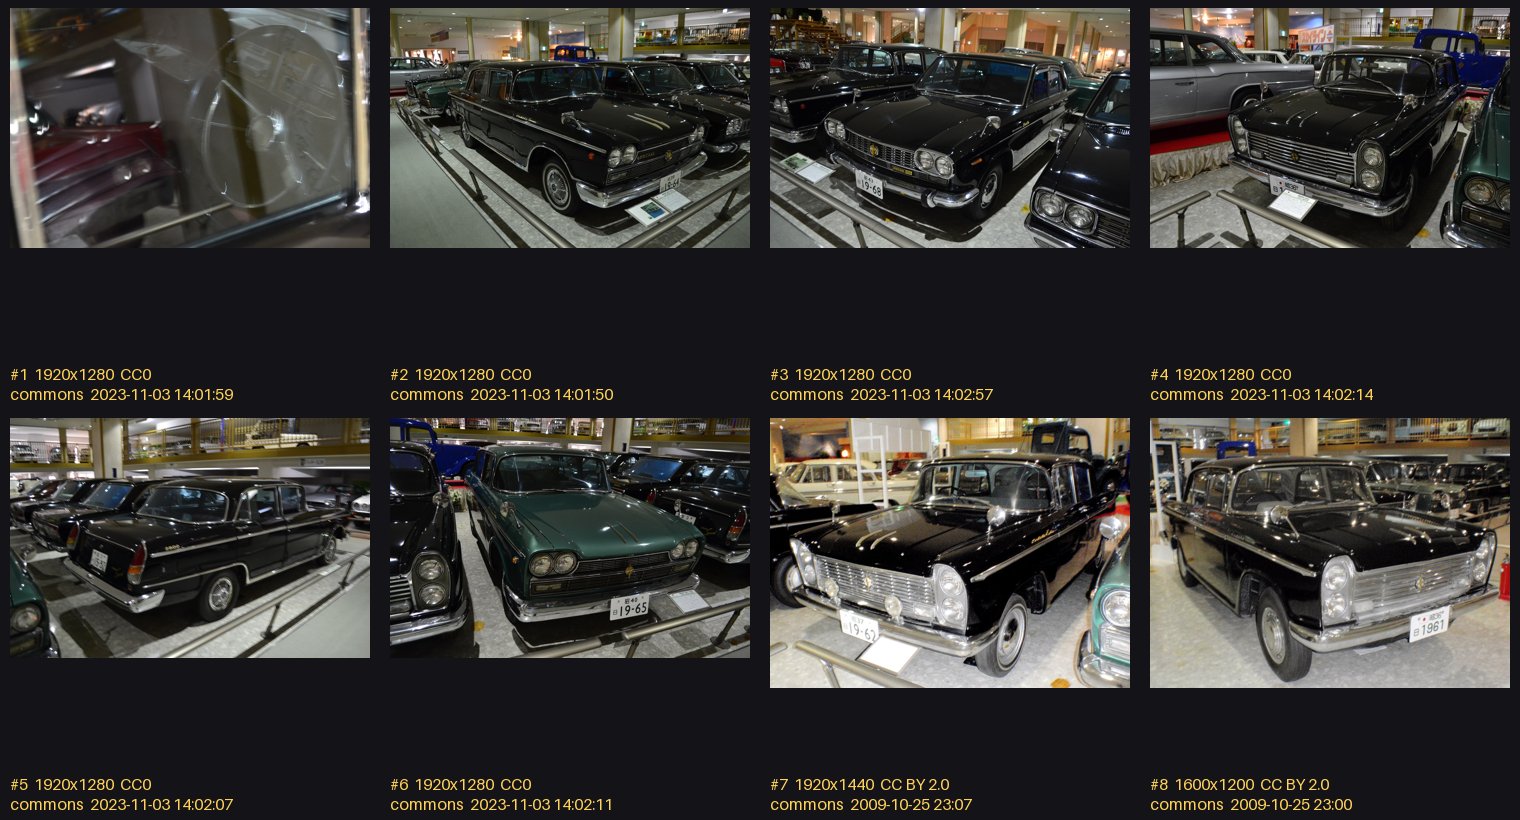 19-68
19-65
19-62
1961
#1 1920x1280 CC0
commons 2023-11-03 14:01:59
#2 1920x1280 CC0
commons 2023-11-03 14:01:50
#3 1920x1280 CC0
commons 2023-11-03 14:02:57
#4 1920x1280 CC0
commons 2023-11-03 14:02:14
#5 1920x1280 CC0
commons 2023-11-03 14:02:07
#6 1920x1280 CC0
commons 2023-11-03 14:02:11
#7 1920x1440 CC BY 2.0
commons 2009-10-25 23:07
#8 1600x1200 CC BY 2.0
commons 2009-10-25 23:00